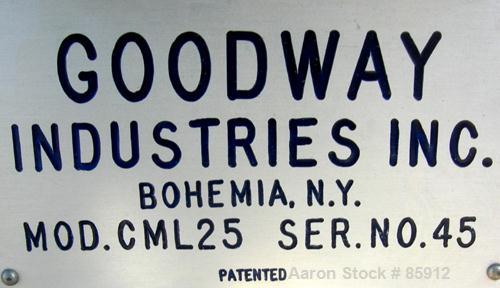 GOODWAY
INDUSTRIES INC.
BOHEMIA, N.Y.
MOD. CML25 SER. NO. 45
PATENTED Aaron Stock # 85912